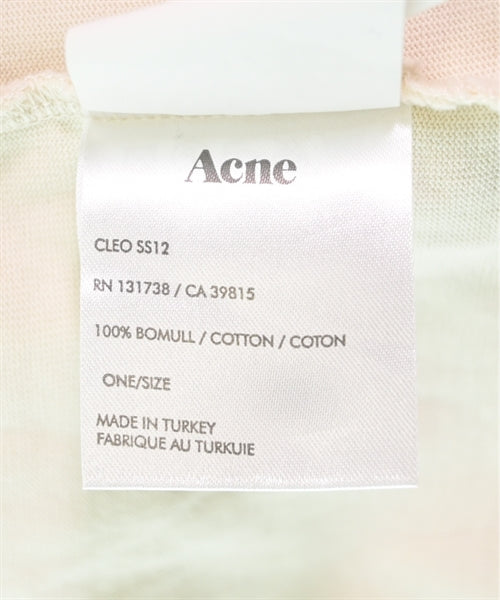 Acne
CLEO SS12
RN 131738 / CA 39815
100% BOMULL / COTTON / COTON
ONE/SIZE
MADE IN TURKEY
FABRIQUE AU TURKUIE